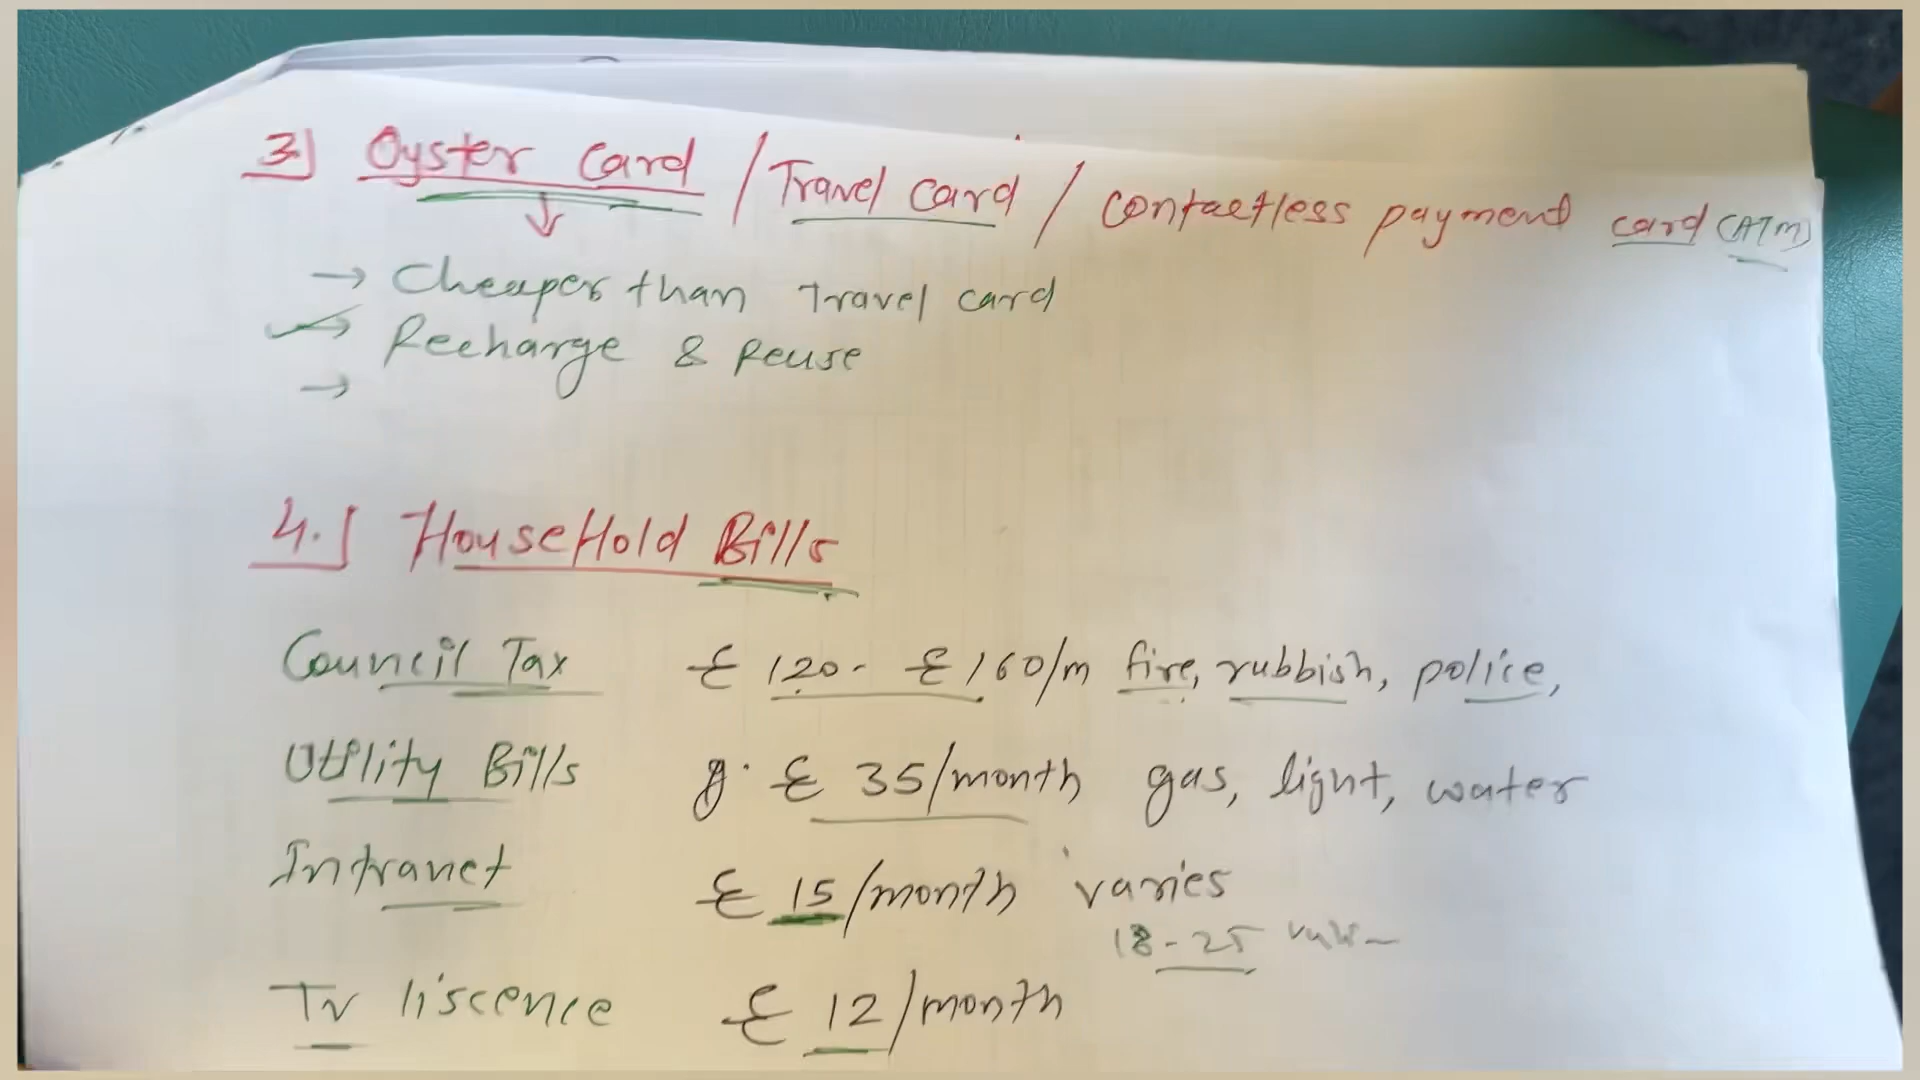 3] Oyster Card / Travel Card / contactless payment card (ATM)
→ Cheaper than Travel card
→ Recharge & Reuse
→
4.] HouseHold Bills
Council Tax £ 120 - £ 160/m fire, rubbish, police,
Utility Bills £ 35/month gas, light, water
Intranet £ 15/month varies
18-25
Tv liscence £ 12/month